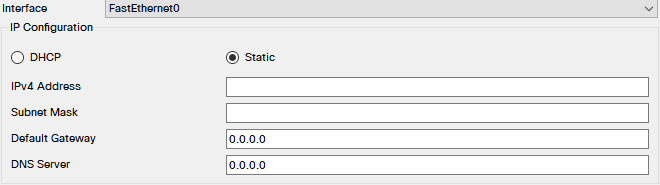 Interface FastEthernet0
IP Configuration
DHCP Static
IPv4 Address
Subnet Mask
Default Gateway 0.0.0.0
DNS Server 0.0.0.0